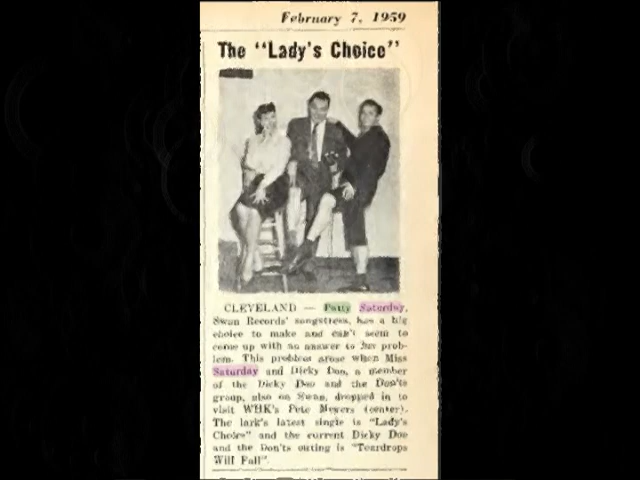 February 7, 1959
The "Lady's Choice"
CLEVELAND — Patty Saturday,
Swan Records' songstress, has a big
choice to make and can't seem to
come up with an answer to her prob-
lem. This problem arose when Miss
Saturday and Dicky Doo, a member
of the Dicky Doo and the Don'ts
group, also on Swan, dropped in to
visit WHK's Pete Meyers (center).
The lark's latest single is "Lady's
Choice" and the current Dicky Doo
and the Don'ts outing is "Teardrops
Will Fall".